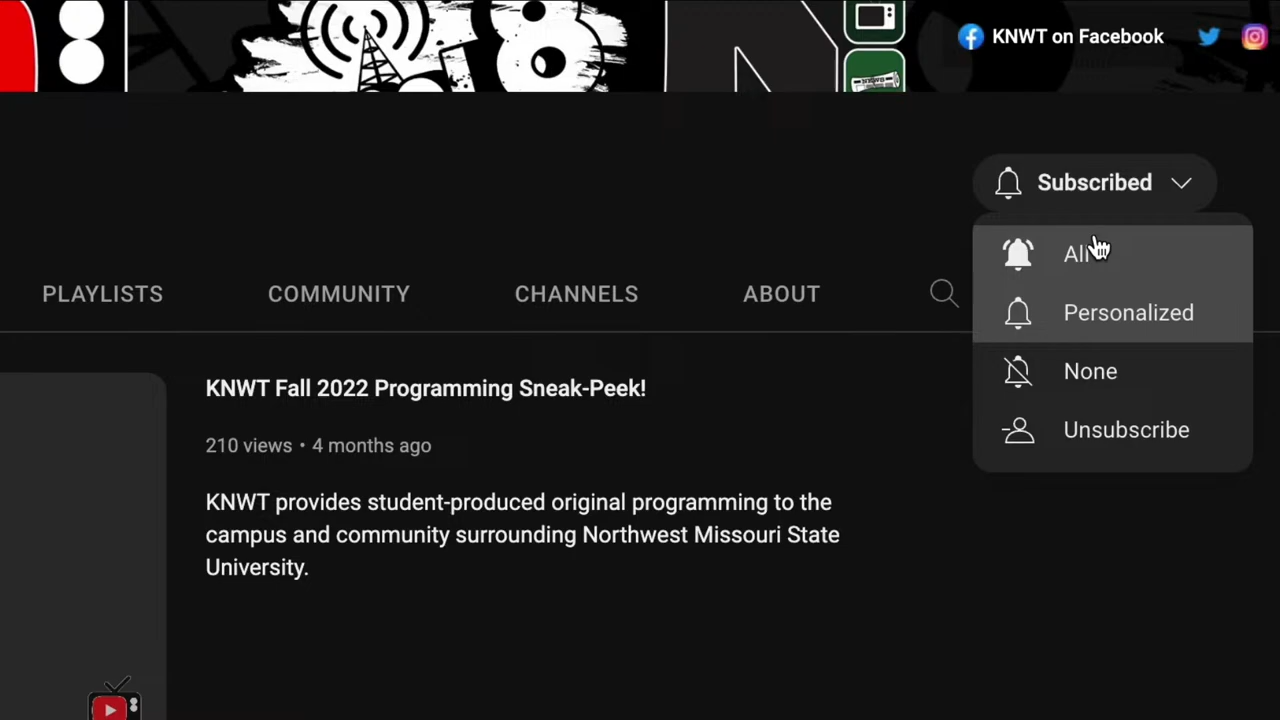 KNWT on Facebook
Subscribed
All
Personalized
None
Unsubscribe
PLAYLISTS COMMUNITY CHANNELS ABOUT
KNWT Fall 2022 Programming Sneak-Peek!
210 views • 4 months ago
KNWT provides student-produced original programming to the
campus and community surrounding Northwest Missouri State
University.